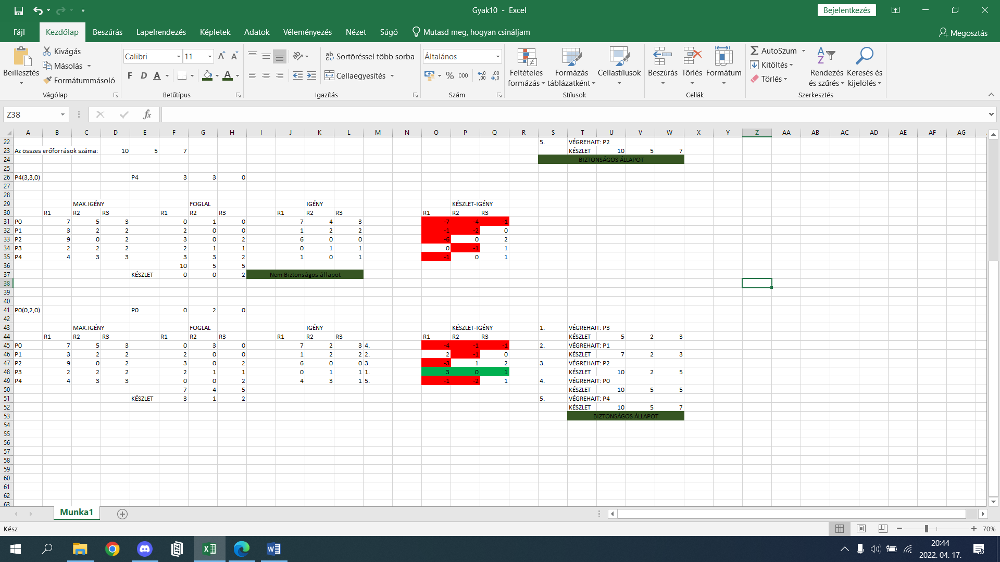 Gyak10 - Excel
Bejelentkezés
Fájl Kezdőlap Beszúrás Lapelrendezés Képletek Adatok Véleményezés Nézet Súgó Mutasd meg, hogyan csináljam Megosztás
Beillesztés
Kivágás
Másolás
Formátummásoló
Vágólap
Calibri 11
F D A A
Betűtípus
Sortöréssel több sorba
Cellaegyesítés
Igazítás
Általános
% 000
Szám
Feltételes formázás
Formázás táblázatként
Cellastílusok
Stílusok
Beszúrás Törlés Formátum
Cellák
AutoSzum
Kitöltés
Törlés
Rendezés és szűrés
Keresés és kijelölés
Szerkesztés
Z38 fx
A B C D E F G H I J K L M N O P Q R S T U V W X Y Z AA AB AC AD AE AF AG
22 5. VÉGREHAJT: P2
23 Az összes erőforrások száma: 10 5 7 KÉSZLET 10 5 7
24 BIZTONSÁGOS ÁLLAPOT
25
26 P4(3,3,0) P4 3 3 0
27
28
29 MAX.IGÉNY FOGLAL IGÉNY KÉSZLET-IGÉNY
30 R1 R2 R3 R1 R2 R3 R1 R2 R3 R1 R2 R3
31 P0 7 5 3 0 1 0 7 4 3 -7 -4 -1
32 P1 3 2 2 2 0 0 1 2 2 -1 -2 0
33 P2 9 0 2 3 0 2 6 0 0 -6 0 2
34 P3 2 2 2 2 1 1 0 1 1 0 -1 1
35 P4 4 3 3 3 3 2 1 0 1 -1 0 1
36 10 5 5
37 KÉSZLET 0 0 2 Nem Biztonságos állapot
38
39
40
41 P0(0,2,0) P0 0 2 0
42
43 MAX.IGÉNY FOGLAL IGÉNY KÉSZLET-IGÉNY 1. VÉGREHAJT: P3
44 R1 R2 R3 R1 R2 R3 R1 R2 R3 R1 R2 R3 KÉSZLET 5 2 3
45 P0 7 5 3 0 3 0 7 2 3 4. -4 -1 -1 2. VÉGREHAJT: P1
46 P1 3 2 2 2 0 0 1 2 2 2. 2 -1 0 KÉSZLET 7 2 3
47 P2 9 0 2 3 0 2 6 0 0 3. -3 1 2 3. VÉGREHAJT: P2
48 P3 2 2 2 2 1 1 0 1 1 1. 3 0 1 KÉSZLET 10 2 5
49 P4 4 3 3 0 0 2 4 3 1 5. -1 -2 1 4. VÉGREHAJT: P0
50 7 4 5 KÉSZLET 10 5 5
51 KÉSZLET 3 1 2 5. VÉGREHAJT: P4
52 KÉSZLET 10 5 7
53 BIZTONSÁGOS ÁLLAPOT
54
55
56
57
58
59
60
61
62
63
Munka1
Kész 70%
20:44
2022. 04. 17.